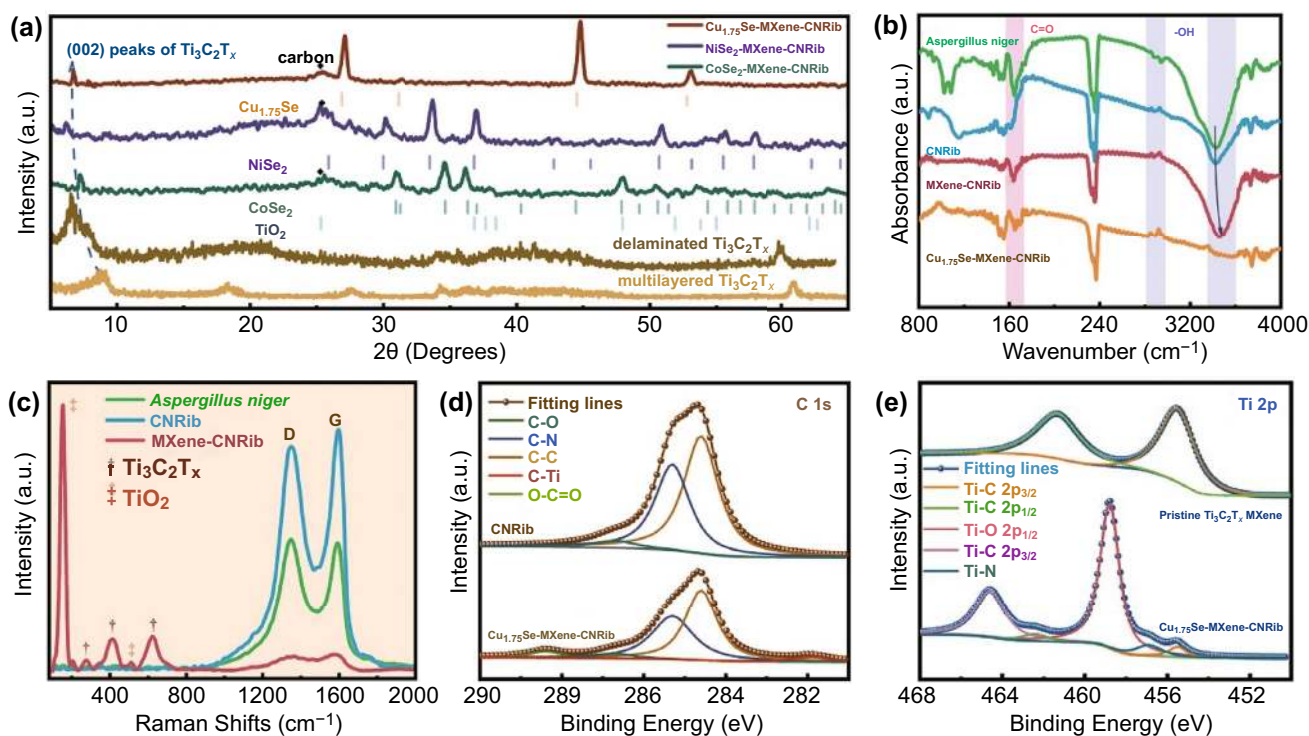 (a)
(002) peaks of Ti₃C₂Tₓ
carbon
Cu₁.₇₅Se-MXene-CNRib
NiSe₂-MXene-CNRib
CoSe₂-MXene-CNRib
Cu₁.₇₅Se
NiSe₂
CoSe₂
TiO₂
delaminated Ti₃C₂Tₓ
multilayered Ti₃C₂Tₓ
Intensity (a.u.)
10 20 30 40 50 60
2θ (Degrees)
(b)
C=O
-OH
Aspergillus niger
CNRib
MXene-CNRib
Cu₁.₇₅Se-MXene-CNRib
Absorbance (a.u.)
800 160 240 3200 4000
Wavenumber (cm⁻¹)
(c)
‡
Aspergillus niger
CNRib
MXene-CNRib
† Ti₃C₂Tₓ
‡ TiO₂
D
G
† † ‡ †
Intensity (a.u.)
400 800 1200 1600 2000
Raman Shifts (cm⁻¹)
(d)
C 1s
Fitting lines
C-O
C-N
C-C
C-Ti
O-C=O
CNRib
Cu₁.₇₅Se-MXene-CNRib
Intensity (a.u.)
290 289 286 284 282
Binding Energy (eV)
(e)
Ti 2p
Fitting lines
Ti-C 2p₃/₂
Ti-C 2p₁/₂
Ti-O 2p₁/₂
Ti-C 2p₃/₂
Ti-N
Pristine Ti₃C₂Tₓ MXene
Cu₁.₇₅Se-MXene-CNRib
Intensity (a.u.)
468 464 460 456 450
Binding Energy (eV)